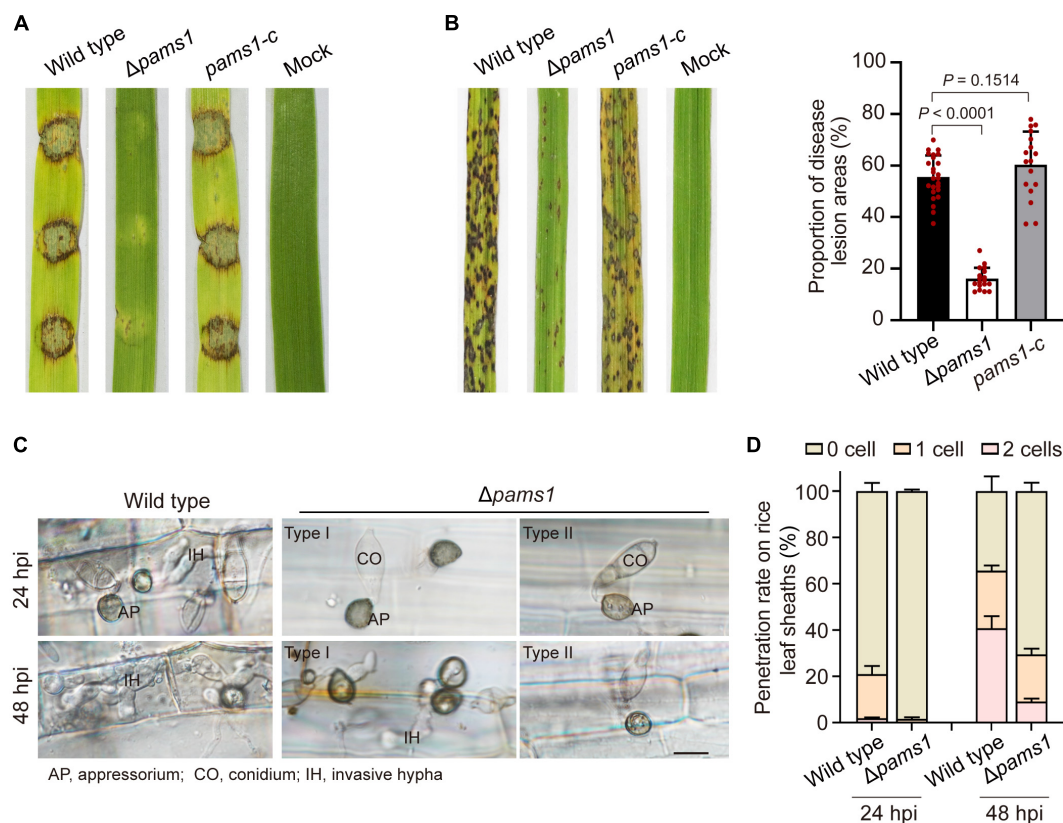 A
Wild type
Δpams1
pams1-c
Mock
B
Wild type
Δpams1
pams1-c
Mock
Proportion of disease
lesion areas (%)
100
80
60
40
20
0
P = 0.1514
P < 0.0001
Wild type
Δpams1
pams1-c
C
Wild type
Δpams1
24 hpi
IH
AP
Type I
CO
AP
Type II
CO
AP
48 hpi
IH
Type I
IH
Type II
AP, appressorium; CO, conidium; IH, invasive hypha
D
0 cell 1 cell 2 cells
Penetration rate on rice
leaf sheaths (%)
100
80
60
40
20
0
Wild type
Δpams1
Wild type
Δpams1
24 hpi
48 hpi